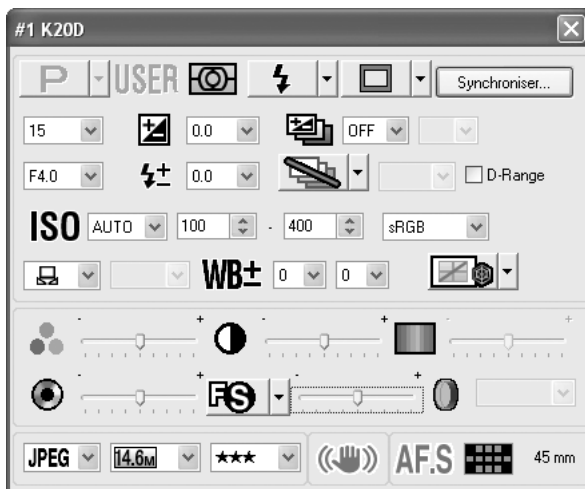 #1 K20D
P USER Synchroniser...
15 0.0 OFF
F4.0 0.0 D-Range
ISO AUTO 100 - 400 sRGB
WB± 0 0
- + - + - +
- + FS - +
JPEG 14.6M ★★★ AF.S 45 mm